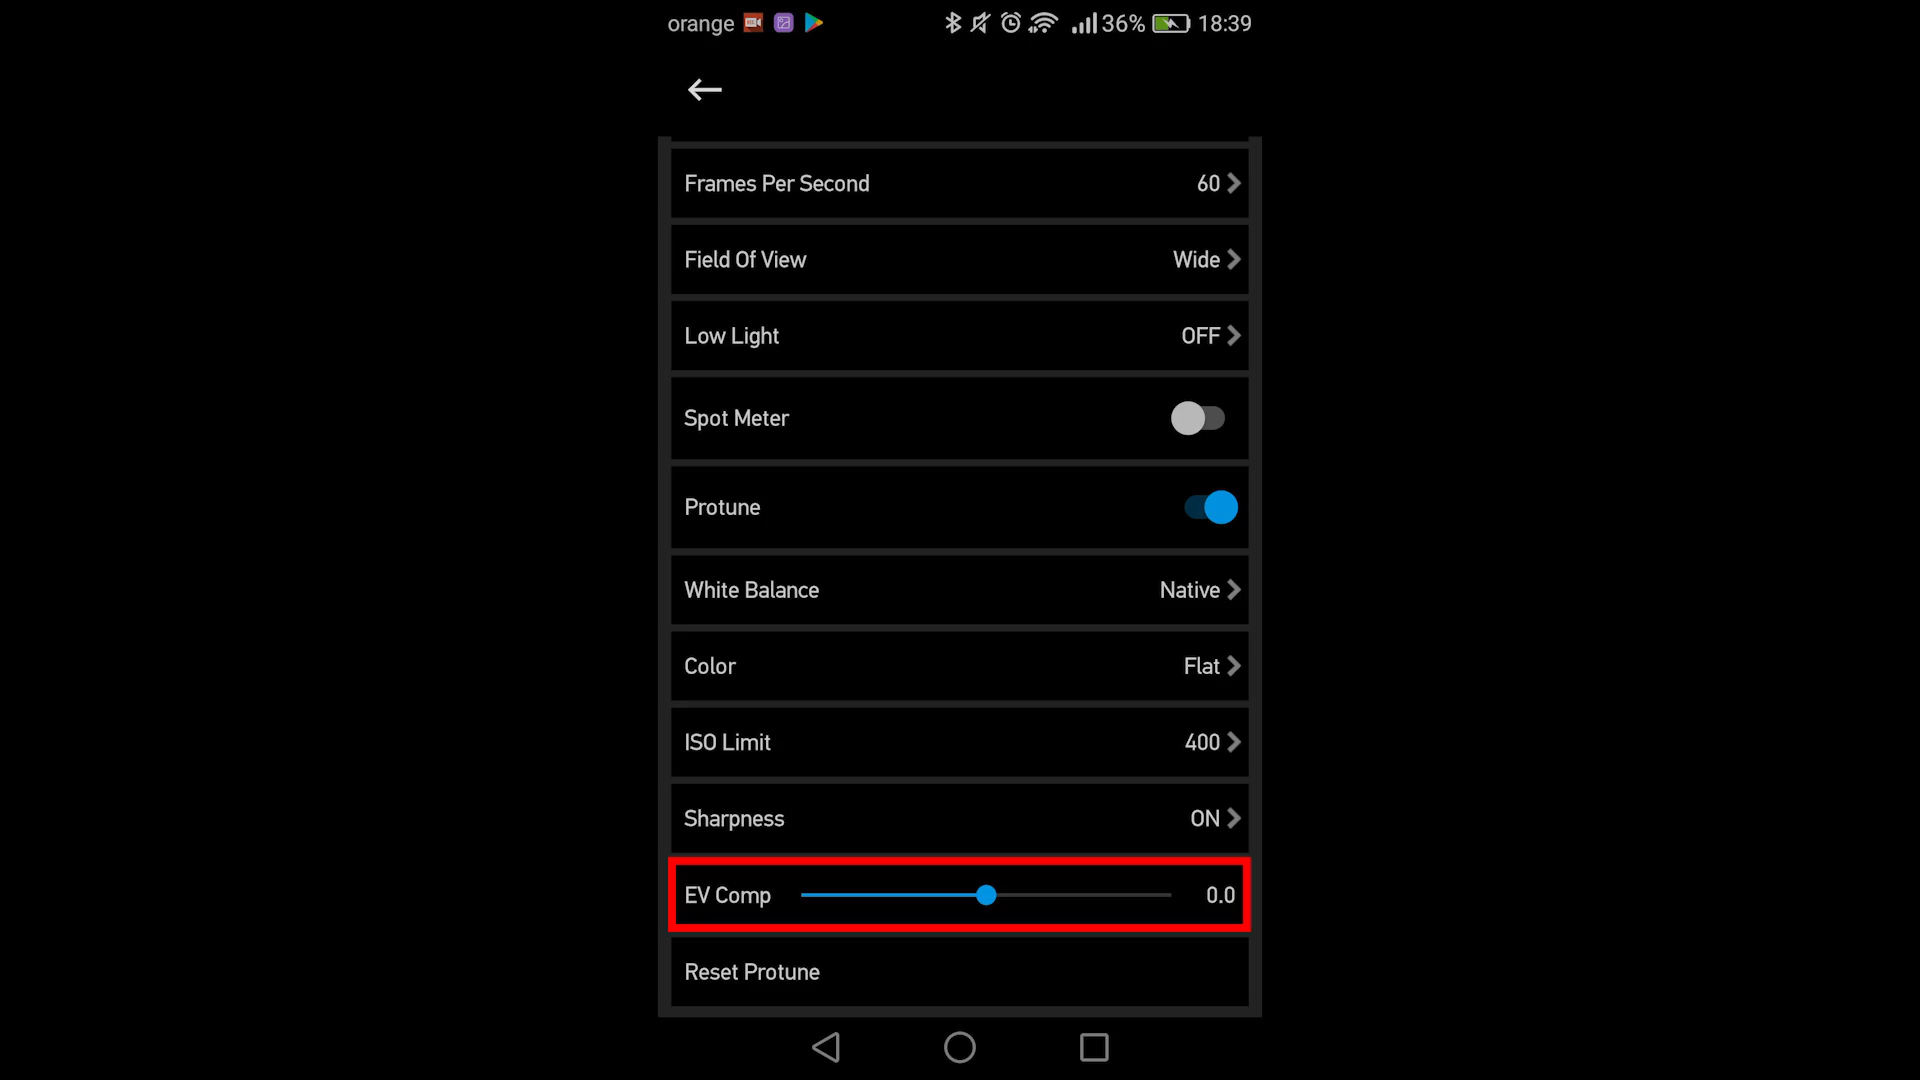 orange 36% 18:39
Frames Per Second 60
Field Of View Wide
Low Light OFF
Spot Meter
Protune
White Balance Native
Color Flat
ISO Limit 400
Sharpness ON
EV Comp 0.0
Reset Protune